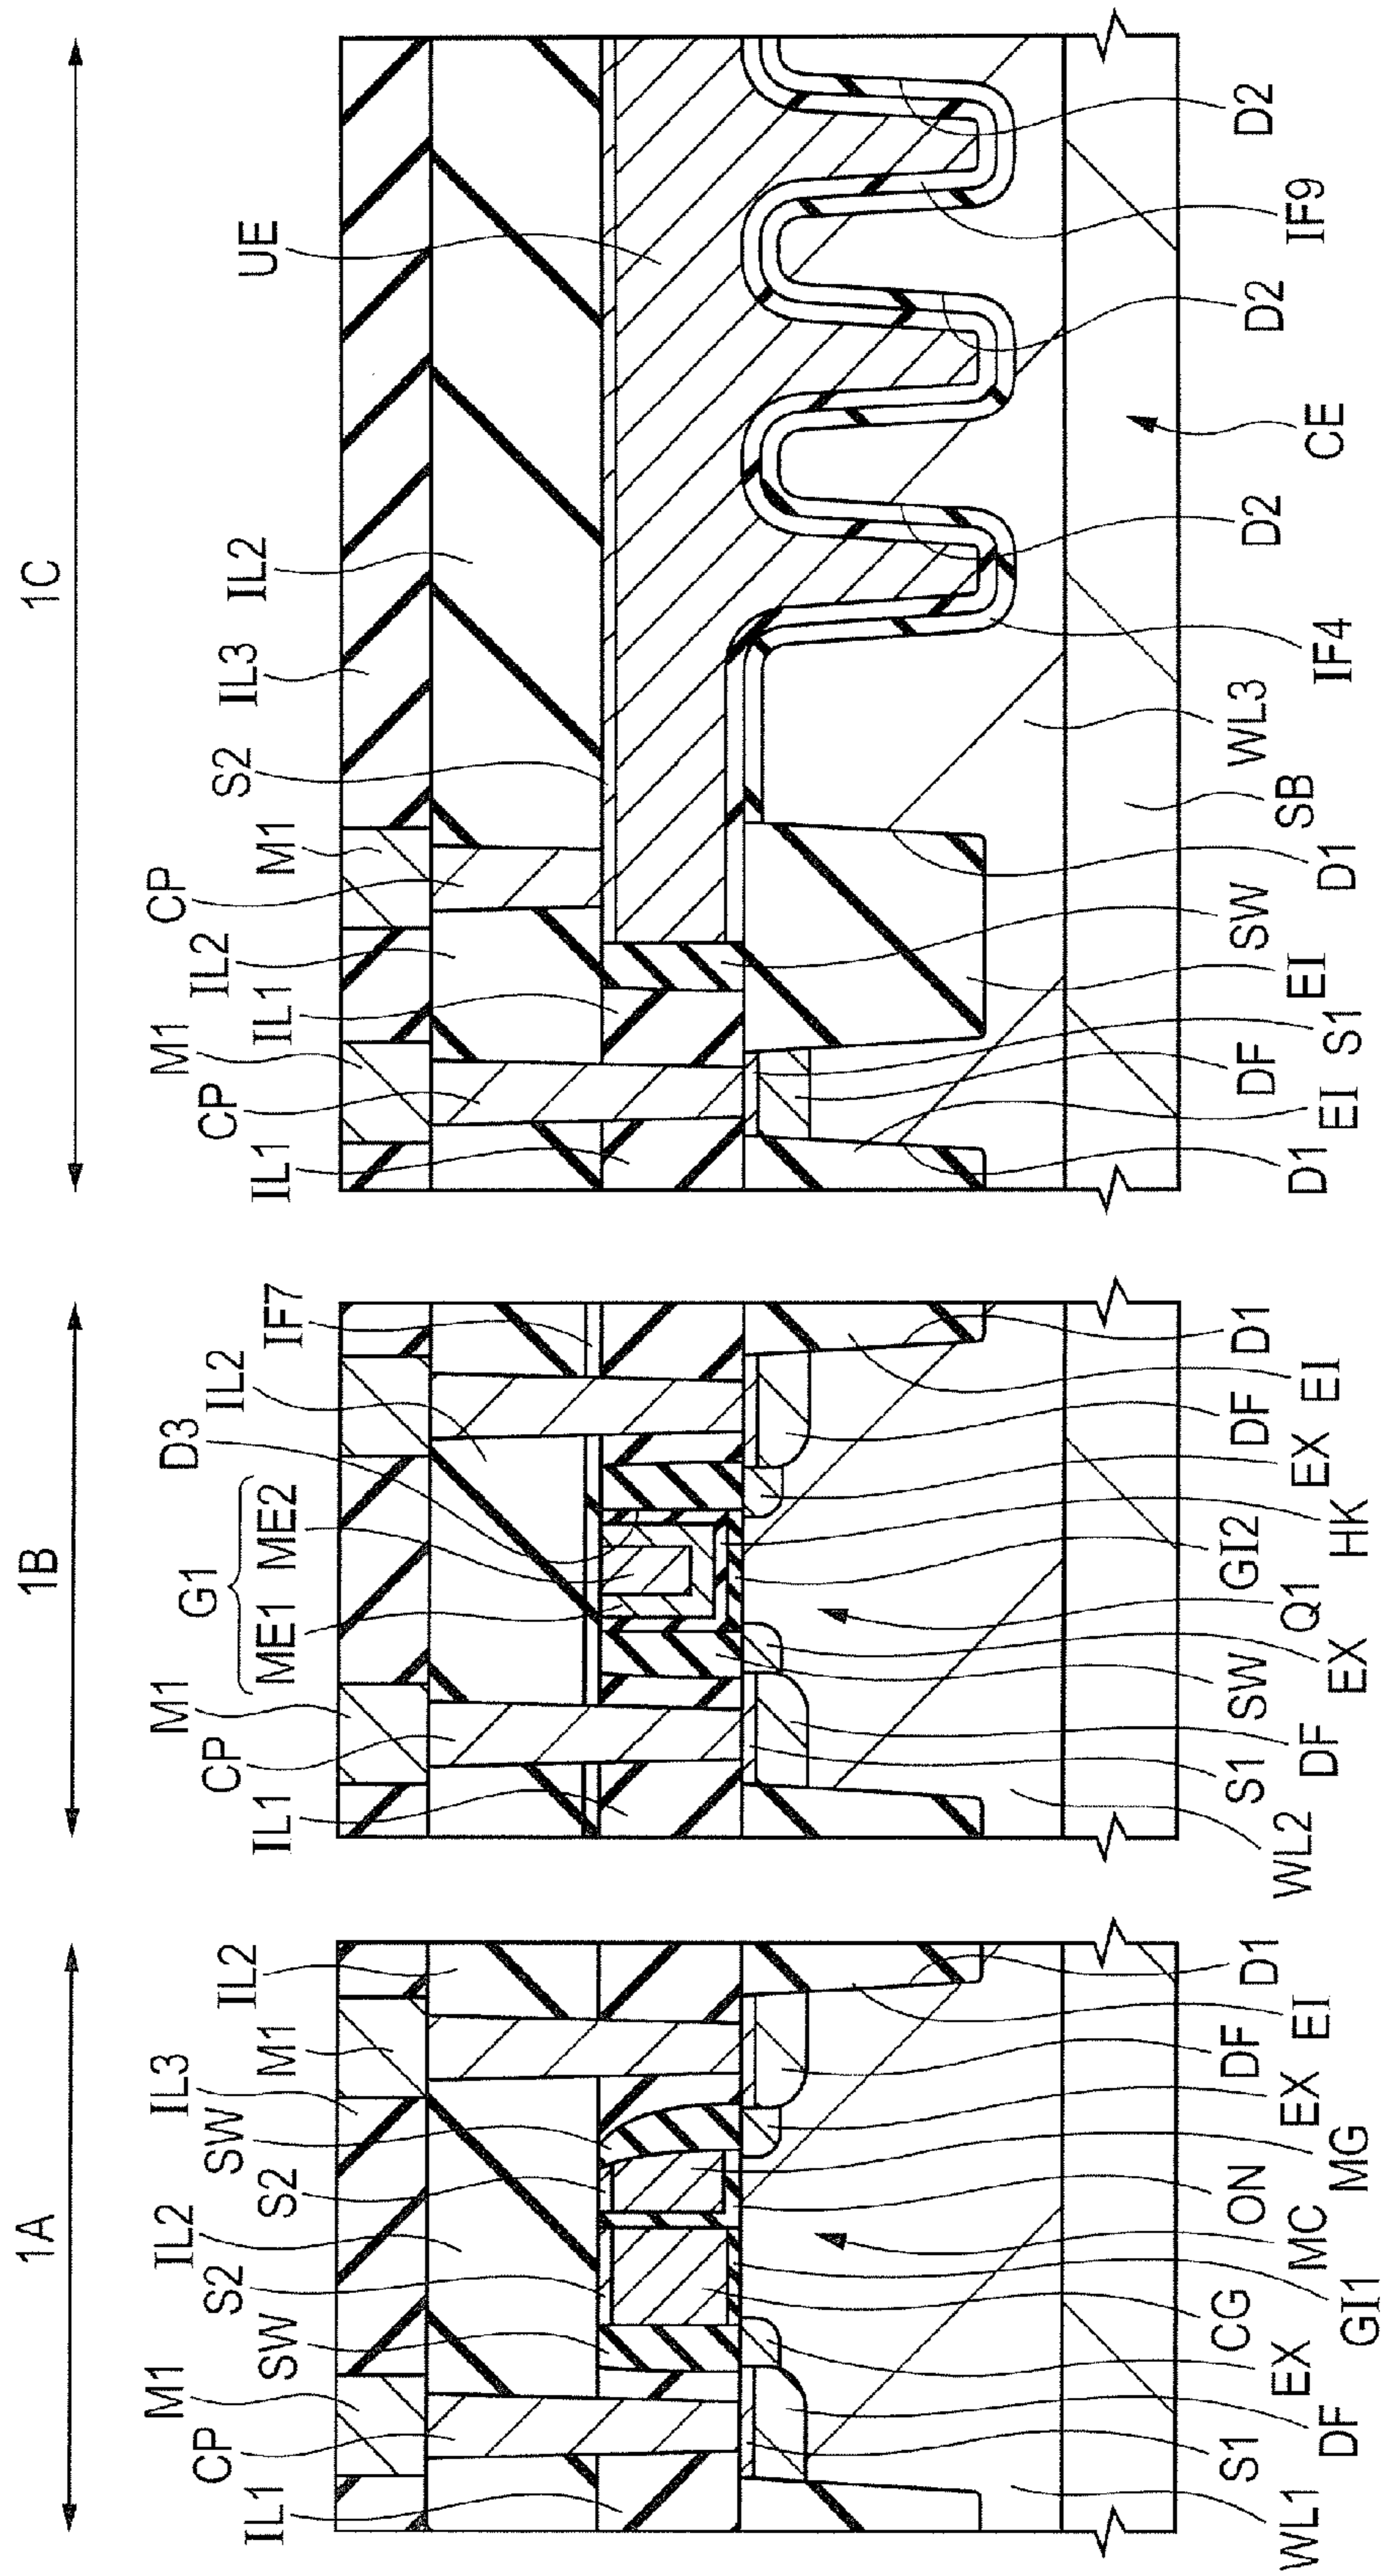 1A
IL1
CP
M1
SW
S2
IL2
S2
SW
IL3
M1
IL2
WL1
S1
DF
EX
CG
GI1
MC
ON
MG
EX
DF
EI
D1
1B
IL1
CP
M1
G1
ME1 ME2
D3
IL2
IF7
WL2
S1
DF
SW
EX
Q1
GI2
HK
EX
DF
EI
D1
1C
IL1
CP
M1
IL1
IL2
CP
M1
S2
IL3
IL2
UE
D1
EI
DF
S1
EI
SW
D1
SB
WL3
IF4
D2
CE
D2
IF9
D2